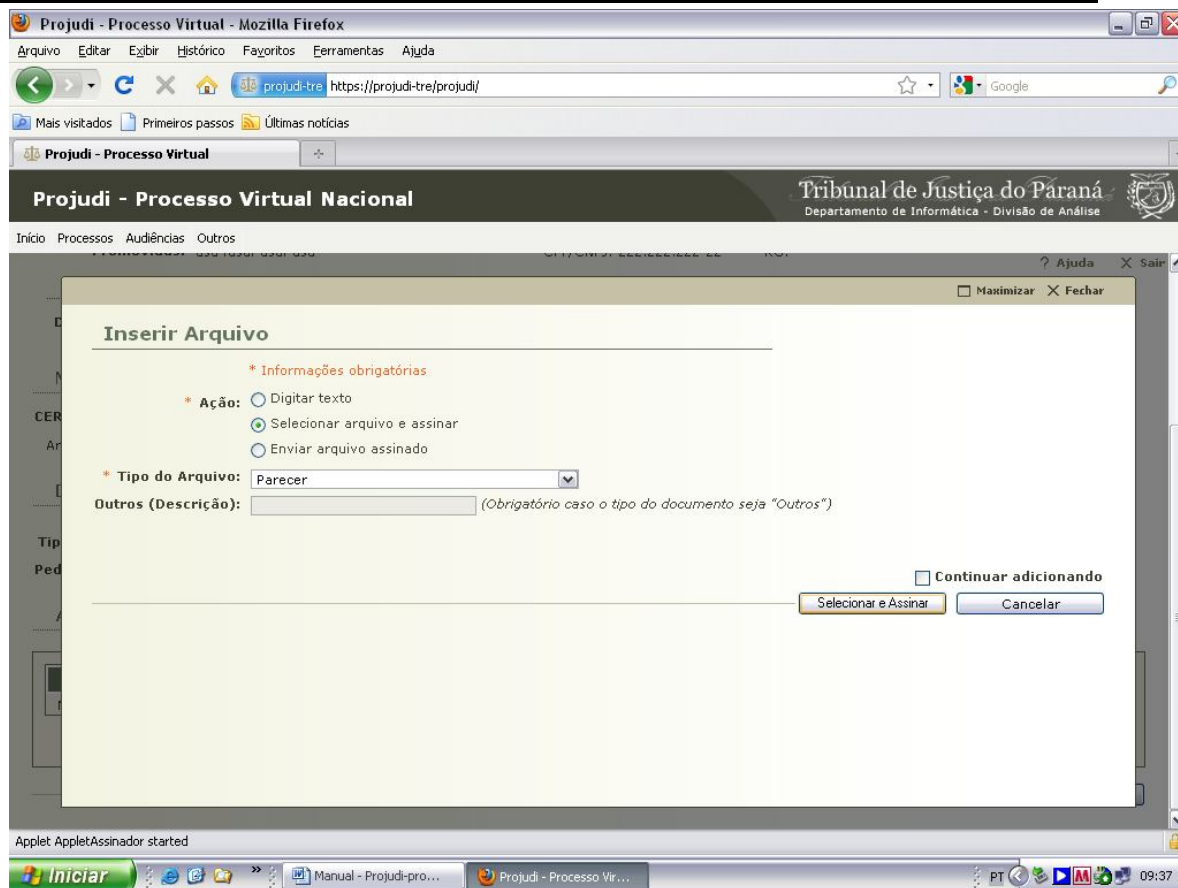 Projudi - Processo Virtual - Mozilla Firefox
Arquivo Editar Exibir Histórico Favoritos Ferramentas Ajuda
projudi-tre https://projudi-tre/projudi/ Google
Mais visitados Primeiros passos Últimas notícias
Projudi - Processo Virtual
Projudi - Processo Virtual Nacional
Tribunal de Justiça do Paraná
Departamento de Informática - Divisão de Análise
Início Processos Audiências Outros
? Ajuda X Sair
Maximizar X Fechar
Inserir Arquivo
* Informações obrigatórias
* Ação: Digitar texto
Selecionar arquivo e assinar
Enviar arquivo assinado
* Tipo do Arquivo: Parecer
Outros (Descrição): (Obrigatório caso o tipo do documento seja "Outros")
CER
Ar
Tip
Ped
Continuar adicionando
Selecionar e Assinar Cancelar
Applet AppletAssinador started
Iniciar » Manual - Projudi-pro... Projudi - Processo Vir... PT 09:37